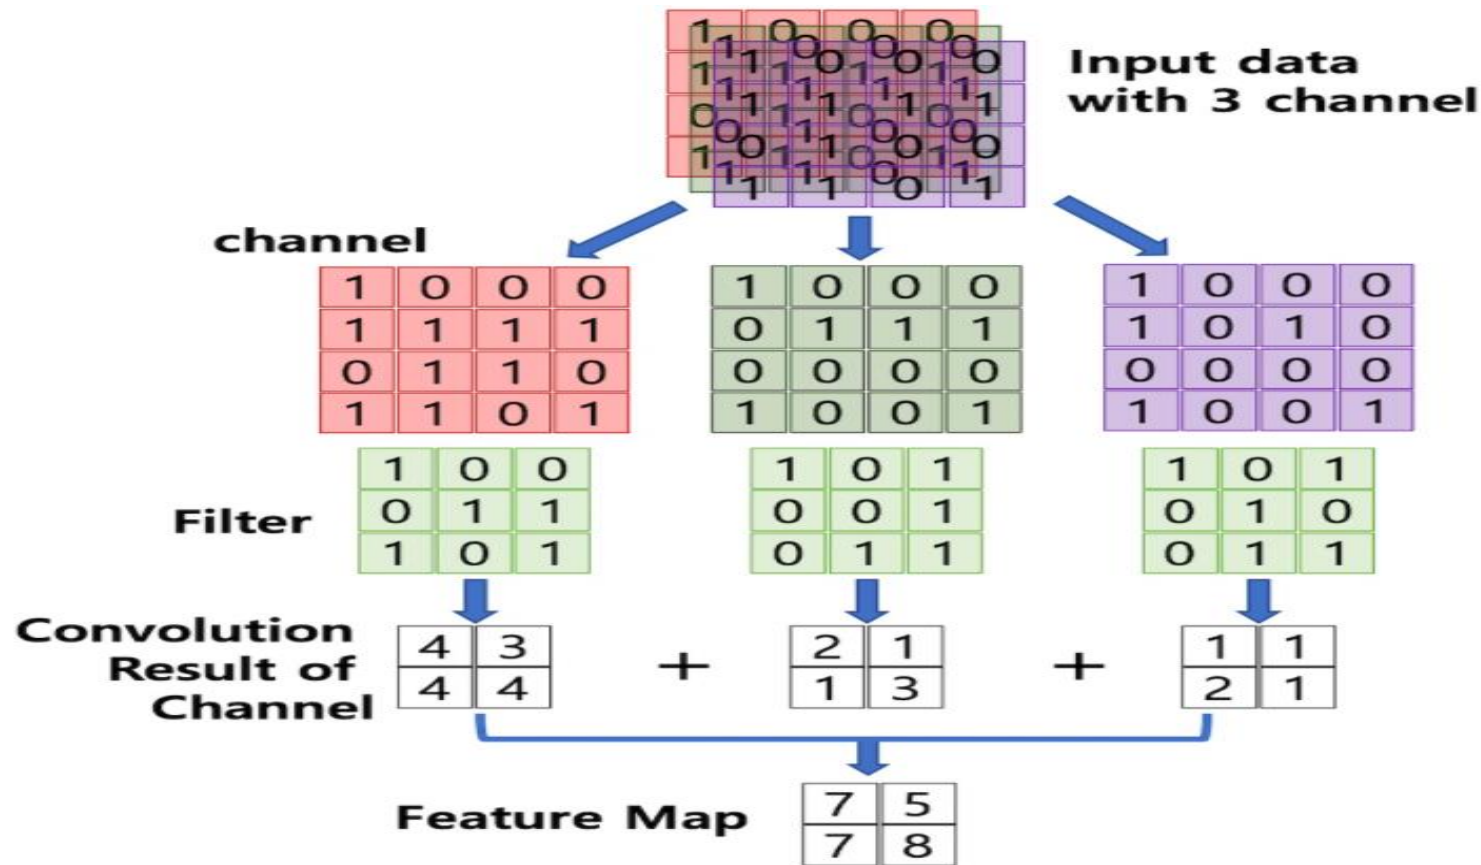 Input data
with 3 channel
channel
1 0 0 0
1 1 1 1
0 1 1 0
1 1 0 1
1 0 0 0
0 1 1 1
0 0 0 0
1 0 0 1
1 0 0 0
1 0 1 0
0 0 0 0
1 0 0 1
Filter
1 0 0
0 1 1
1 0 1
1 0 1
0 0 1
0 1 1
1 0 1
0 1 0
0 1 1
Convolution
Result of
Channel
4 3
4 4
+
2 1
1 3
+
1 1
2 1
Feature Map
7 5
7 8